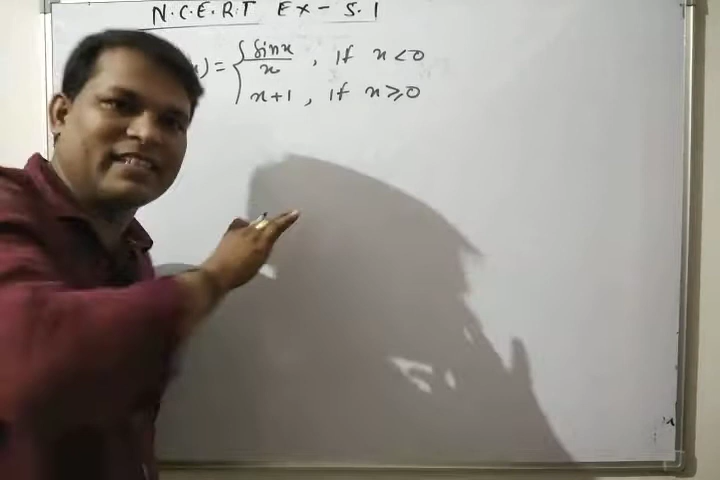 N.C.E.R.T Ex - 5.1
x) = { sinx/x , if x < 0
x+1 , if x ≥ 0